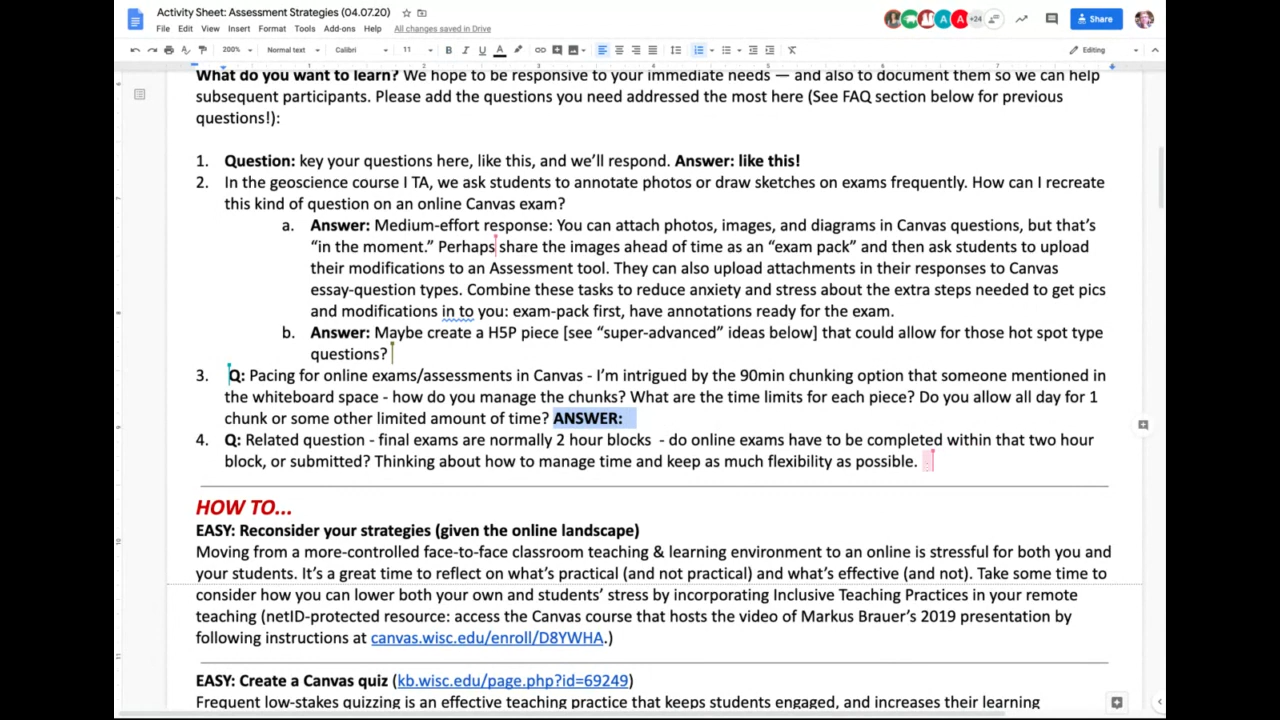 Activity Sheet: Assessment Strategies (04.07.20)
File Edit View Insert Format Tools Add-ons Help All changes saved in Drive
A A +24 Share
200% Normal text Calibri 11 B I U A Editing
1 2 3 4 5 6 7
What do you want to learn? We hope to be responsive to your immediate needs — and also to document them so we can help
subsequent participants. Please add the questions you need addressed the most here (See FAQ section below for previous
questions!):
1. Question: key your questions here, like this, and we’ll respond. Answer: like this!
2. In the geoscience course I TA, we ask students to annotate photos or draw sketches on exams frequently. How can I recreate
this kind of question on an online Canvas exam?
a. Answer: Medium-effort response: You can attach photos, images, and diagrams in Canvas questions, but that’s
“in the moment.” Perhaps share the images ahead of time as an “exam pack” and then ask students to upload
their modifications to an Assessment tool. They can also upload attachments in their responses to Canvas
essay-question types. Combine these tasks to reduce anxiety and stress about the extra steps needed to get pics
and modifications in to you: exam-pack first, have annotations ready for the exam.
b. Answer: Maybe create a H5P piece [see “super-advanced” ideas below] that could allow for those hot spot type
questions?
3. Q: Pacing for online exams/assessments in Canvas - I’m intrigued by the 90min chunking option that someone mentioned in
the whiteboard space - how do you manage the chunks? What are the time limits for each piece? Do you allow all day for 1
chunk or some other limited amount of time? ANSWER:
4. Q: Related question - final exams are normally 2 hour blocks - do online exams have to be completed within that two hour
block, or submitted? Thinking about how to manage time and keep as much flexibility as possible.
HOW TO...
EASY: Reconsider your strategies (given the online landscape)
Moving from a more-controlled face-to-face classroom teaching & learning environment to an online is stressful for both you and
your students. It’s a great time to reflect on what’s practical (and not practical) and what’s effective (and not). Take some time to
consider how you can lower both your own and students’ stress by incorporating Inclusive Teaching Practices in your remote
teaching (netID-protected resource: access the Canvas course that hosts the video of Markus Brauer’s 2019 presentation by
following instructions at canvas.wisc.edu/enroll/D8YWHA.)
EASY: Create a Canvas quiz (kb.wisc.edu/page.php?id=69249)
Frequent low-stakes quizzing is an effective teaching practice that keeps students engaged, and increases their learning